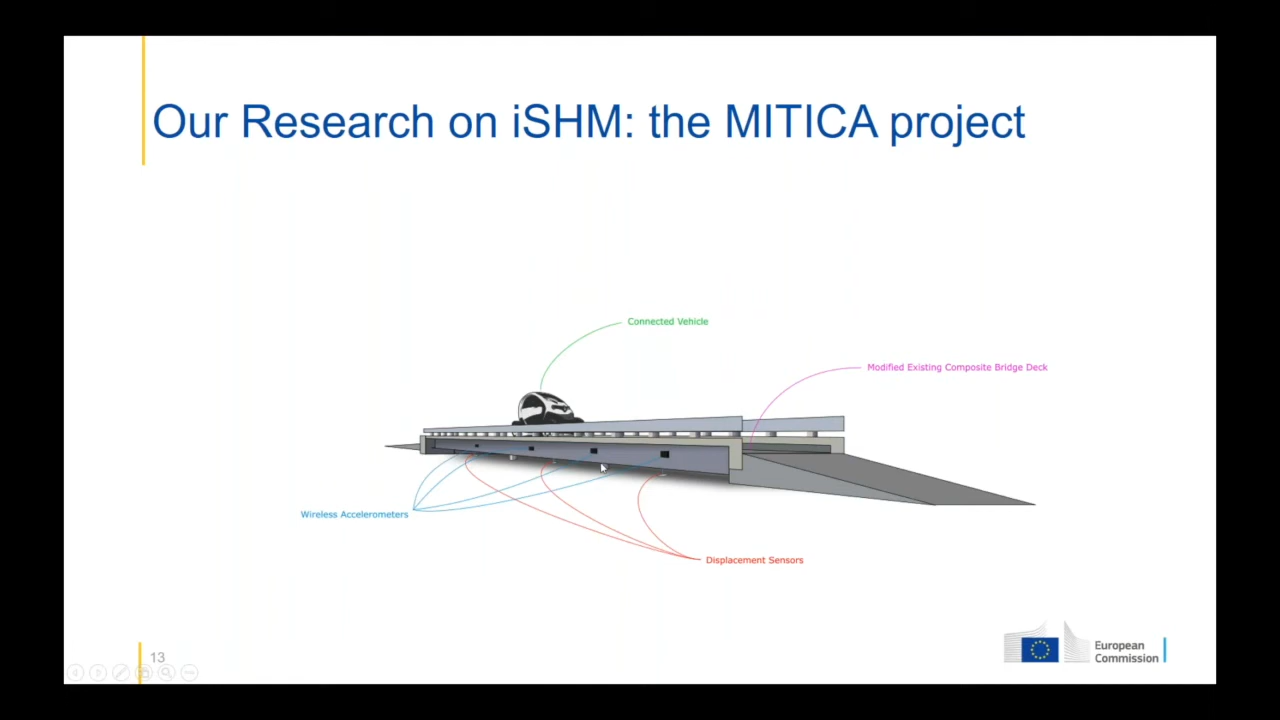 Our Research on iSHM: the MITICA project
Connected Vehicle
Modified Existing Composite Bridge Deck
Wireless Accelerometers
Displacement Sensors
13
European
Commission